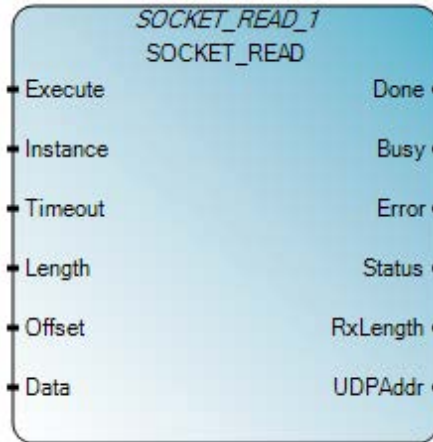 SOCKET_READ_1
SOCKET_READ
Execute Done
Instance Busy
Timeout Error
Length Status
Offset RxLength
Data UDPAddr